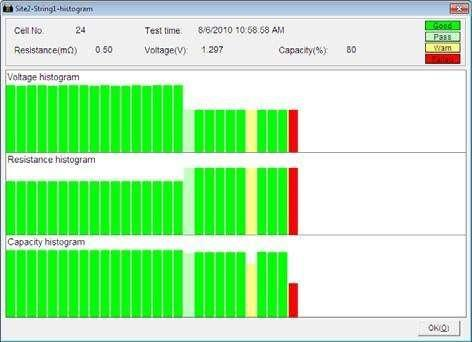 Site2-String1-histogram
Cell No. 24 Test time: 8/6/2010 10:58:58 AM
Good
Pass
Resistance(mΩ) 0.50 Voltage(V): 1.297 Capacity(%): 80
Warn
Voltage histogram
Resistance histogram
Capacity histogram
OK(O)